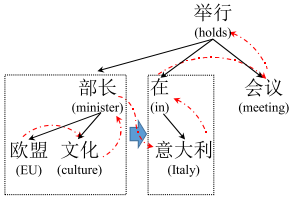 举行
(holds)
部长 在 会议
(minister) (in) (meeting)
欧盟 文化 意大利
(EU) (culture) (Italy)